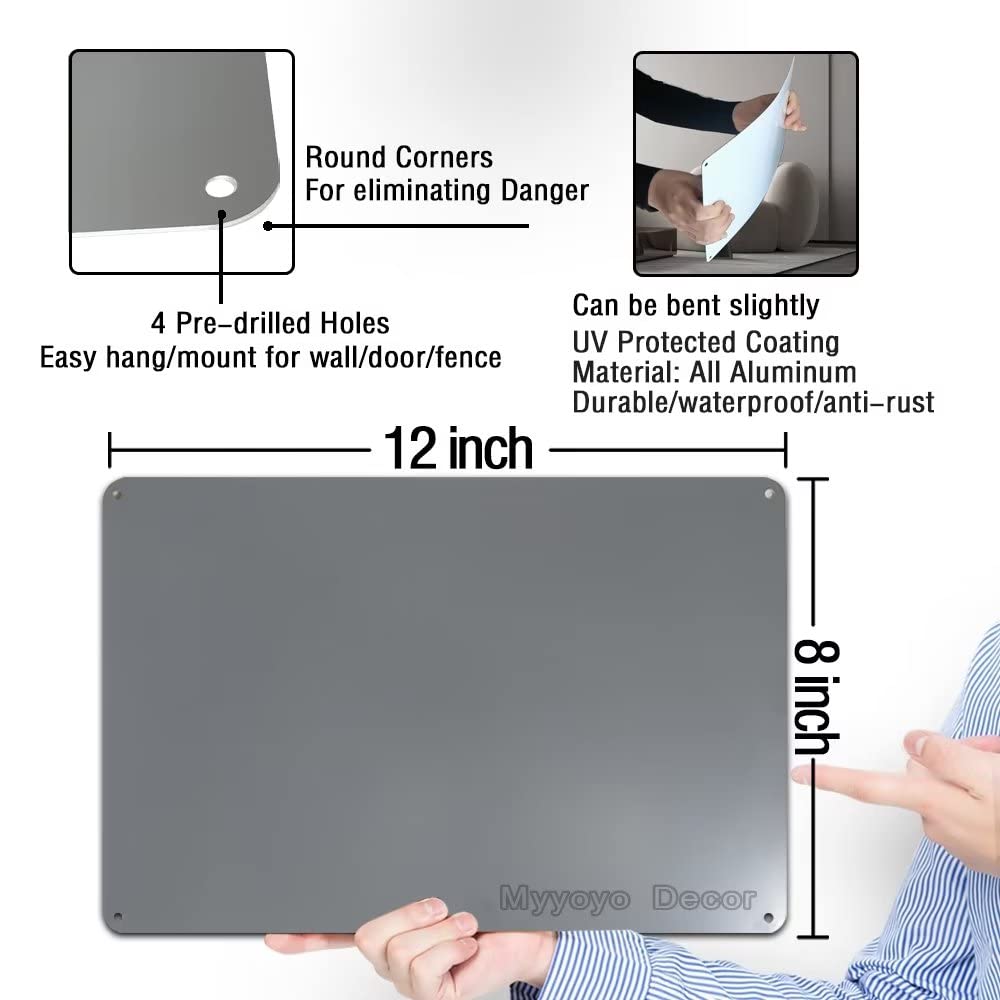 Round Corners
For eliminating Danger
4 Pre-drilled Holes
Easy hang/mount for wall/door/fence
Can be bent slightly
UV Protected Coating
Material: All Aluminum
Durable/waterproof/anti-rust
12 inch
8 inch
Myyoyo Decor